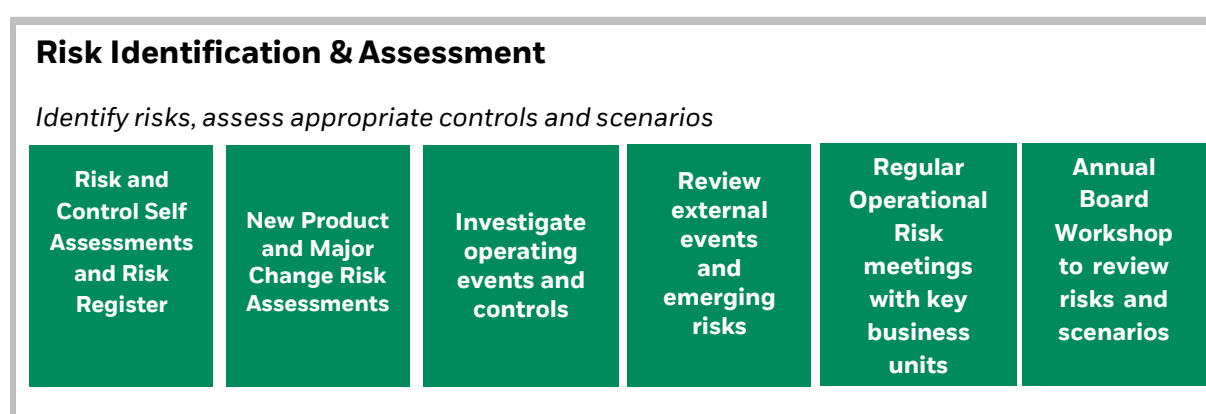 Risk Identification & Assessment
Identify risks, assess appropriate controls and scenarios
Risk and
Control Self
Assessments
and Risk
Register
New Product
and Major
Change Risk
Assessments
Investigate
operating
events and
controls
Review
external
events
and
emerging
risks
Regular
Operational
Risk
meetings
with key
business
units
Annual
Board
Workshop
to review
risks and
scenarios